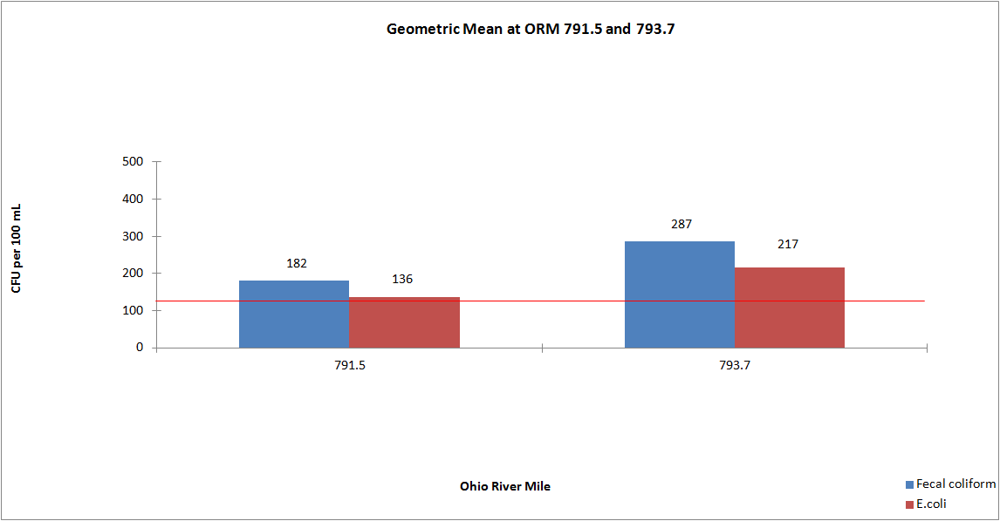 Geometric Mean at ORM 791.5 and 793.7
CFU per 100 mL
500
400
300
200
100
0
182
136
287
217
791.5
793.7
Ohio River Mile
Fecal coliform
E.coli